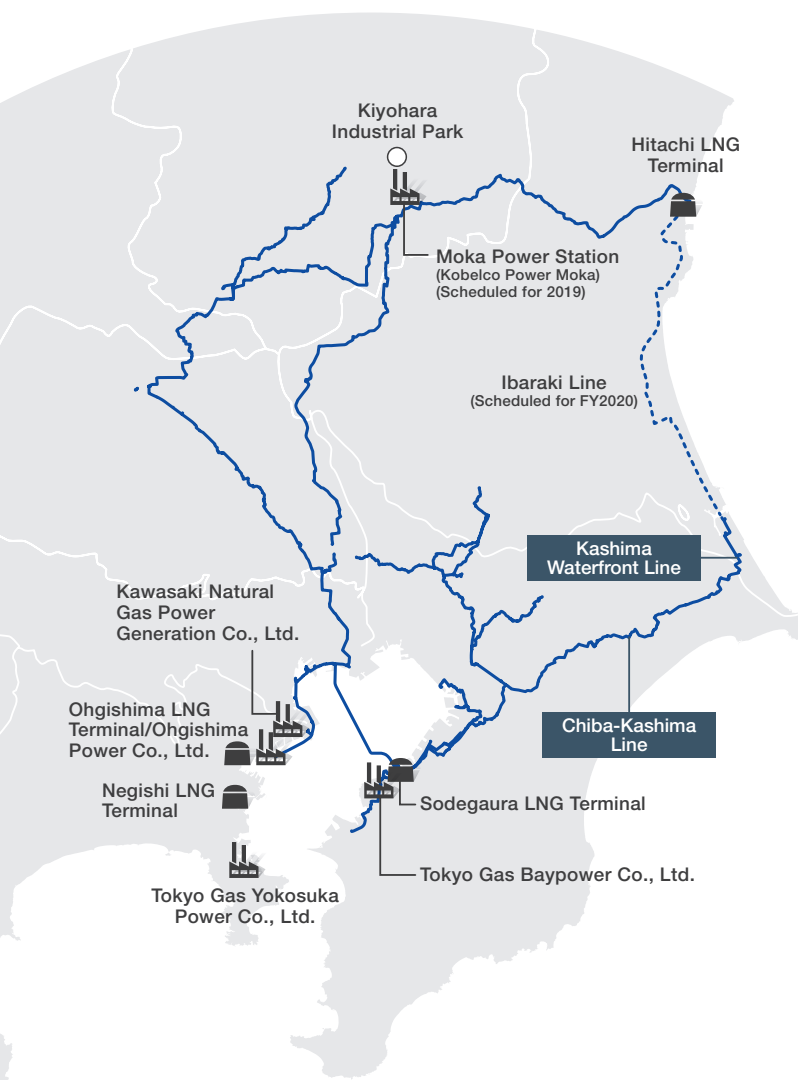 Kiyohara
Industrial Park
Hitachi LNG
Terminal
Moka Power Station
(Kobelco Power Moka)
(Scheduled for 2019)
Ibaraki Line
(Scheduled for FY2020)
Kashima
Waterfront Line
Kawasaki Natural
Gas Power
Generation Co., Ltd.
Ohgishima LNG
Terminal/Ohgishima
Power Co., Ltd.
Chiba-Kashima
Line
Negishi LNG
Terminal
Sodegaura LNG Terminal
Tokyo Gas Baypower Co., Ltd.
Tokyo Gas Yokosuka
Power Co., Ltd.